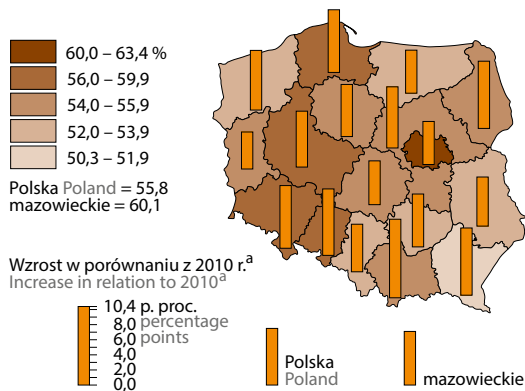 60,0 – 63,4 %
56,0 – 59,9
54,0 – 55,9
52,0 – 53,9
50,3 – 51,9
Polska Poland = 55,8
mazowieckie = 60,1
Wzrost w porównaniu z 2010 r.ª
Increase in relation to 2010ª
10,4 p. proc.
8,0 percentage
6,0 points
4,0
2,0
0,0
Polska
Poland
mazowieckie